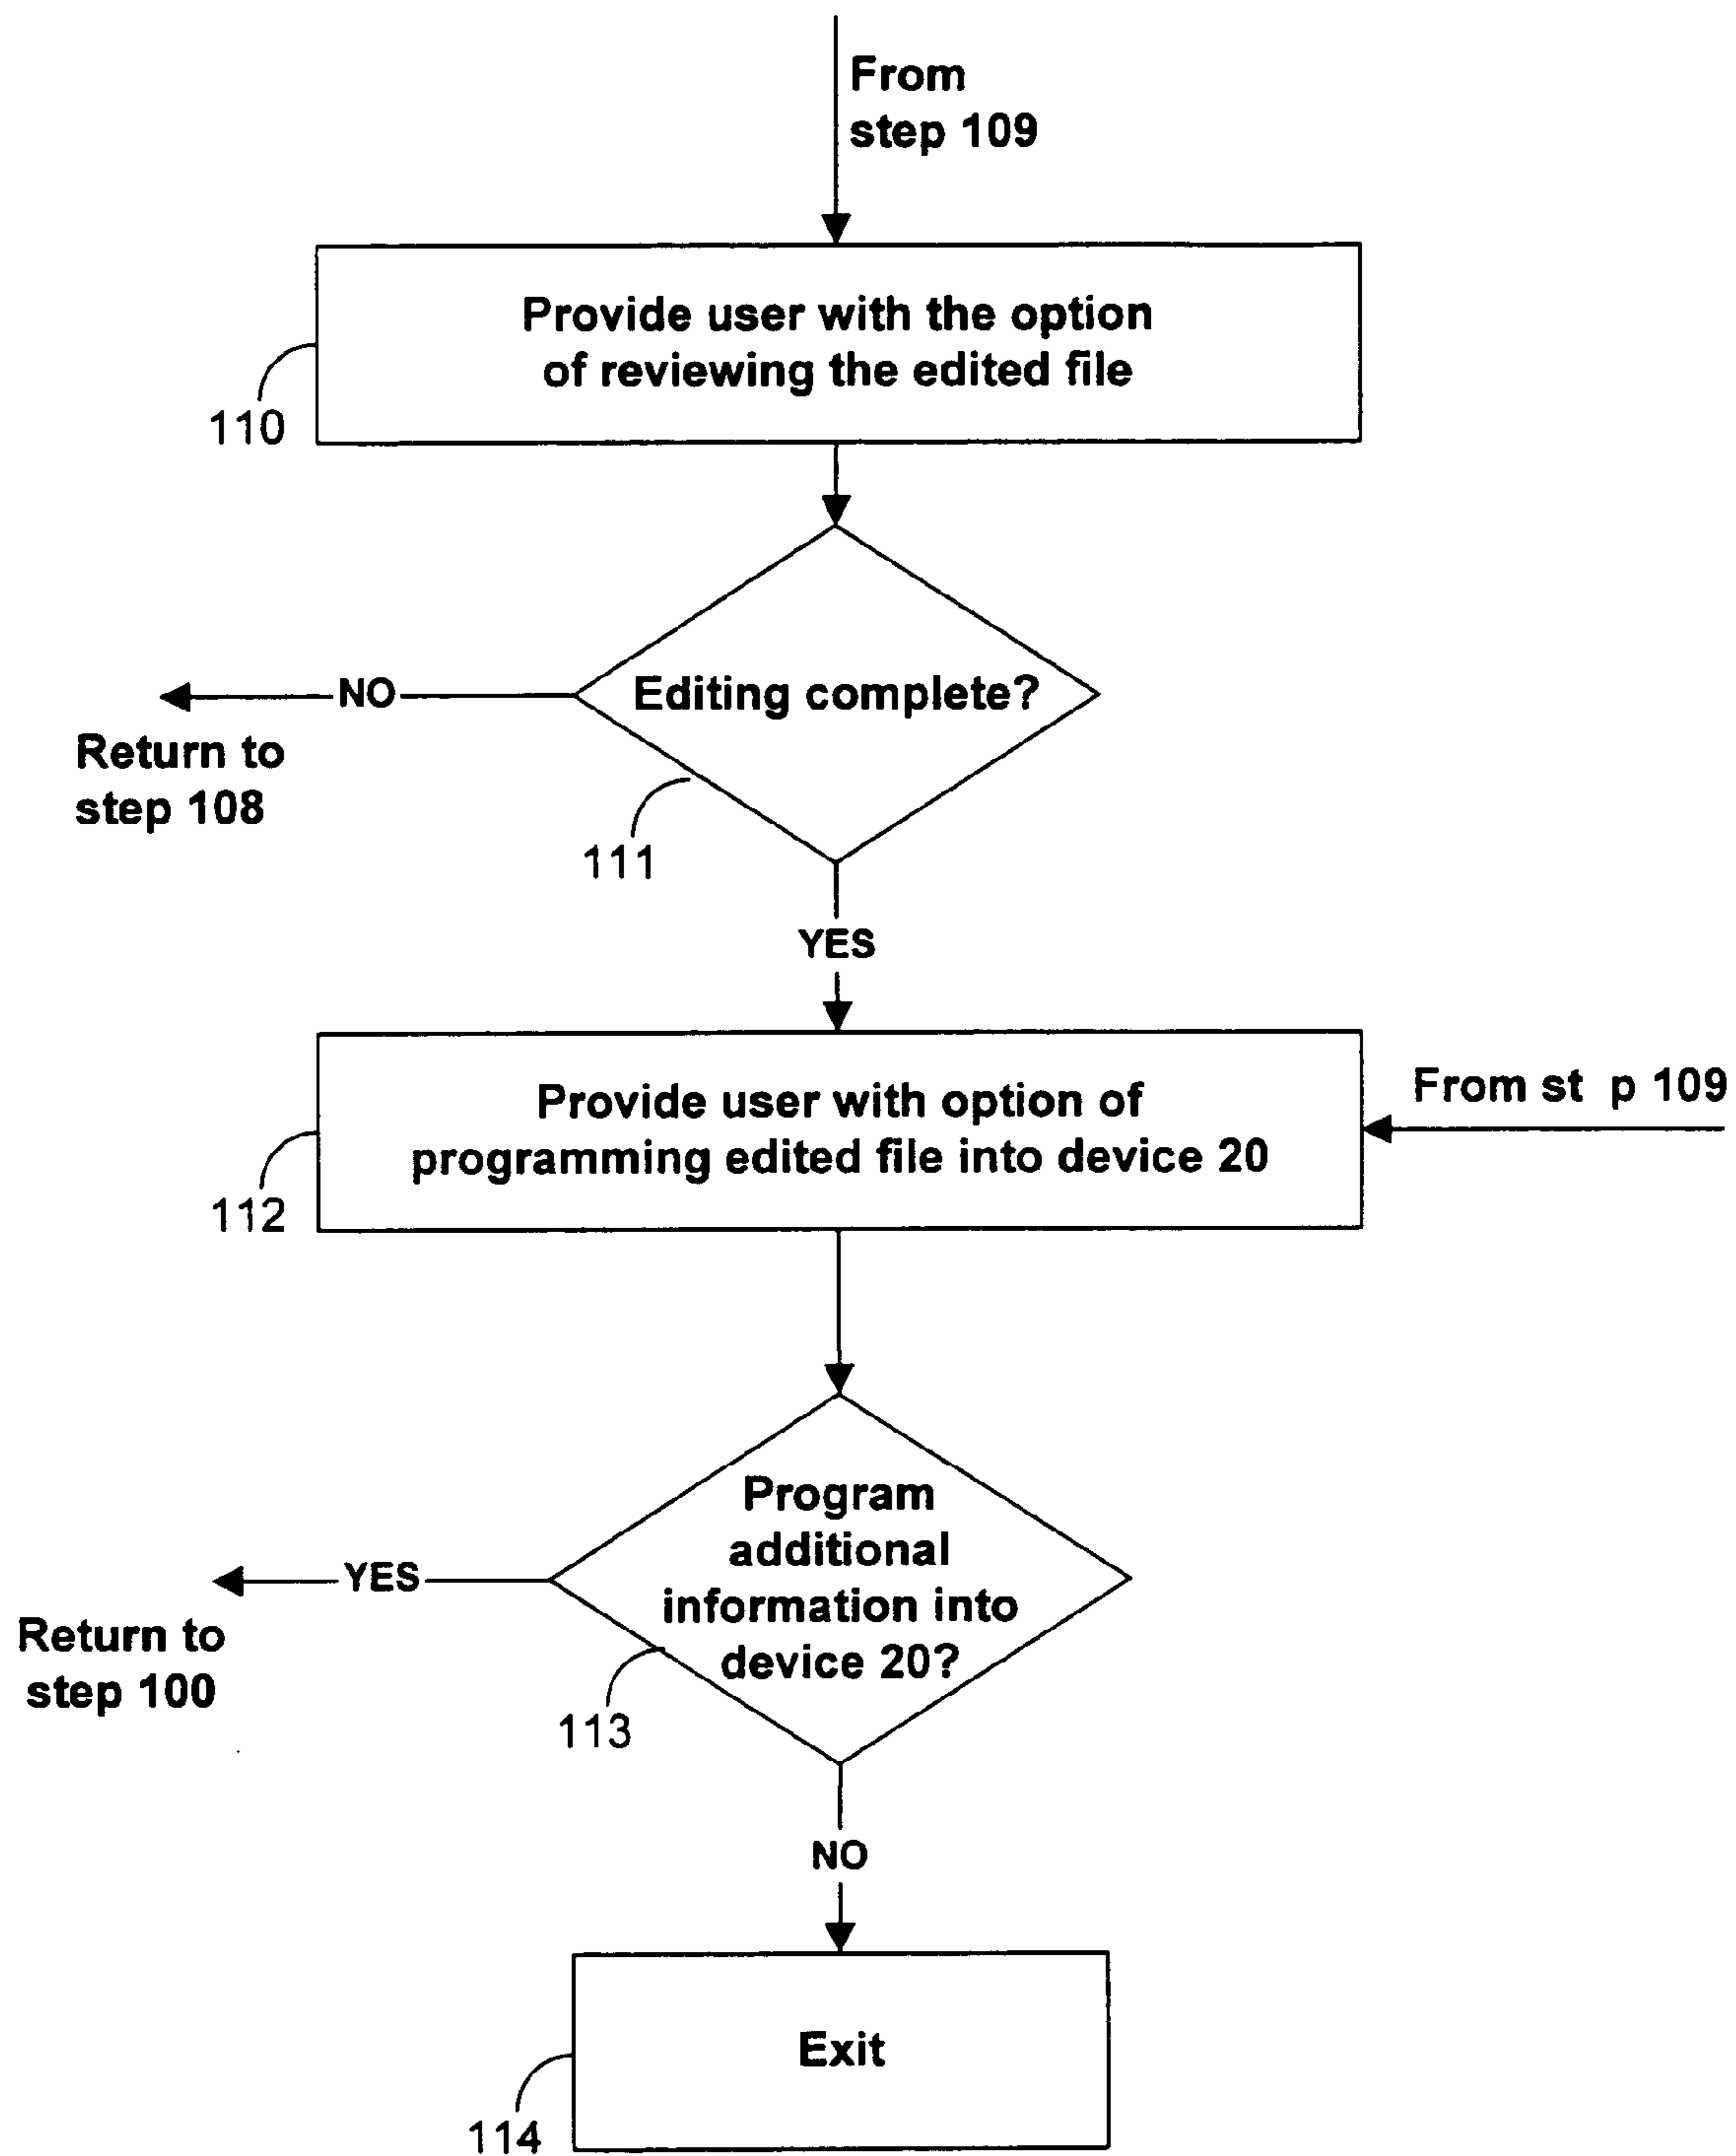 From
step 109
Provide user with the option
of reviewing the edited file
110
Editing complete?
NO
Return to
step 108
111
YES
Provide user with option of
programming edited file into device 20
From st p 109
112
Program
additional
information into
device 20?
YES
Return to
step 100
113
NO
Exit
114